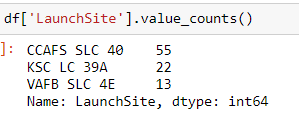 df['LaunchSite'].value_counts()
]: CCAFS SLC 40    55
KSC LC 39A      22
VAFB SLC 4E     13
Name: LaunchSite, dtype: int64